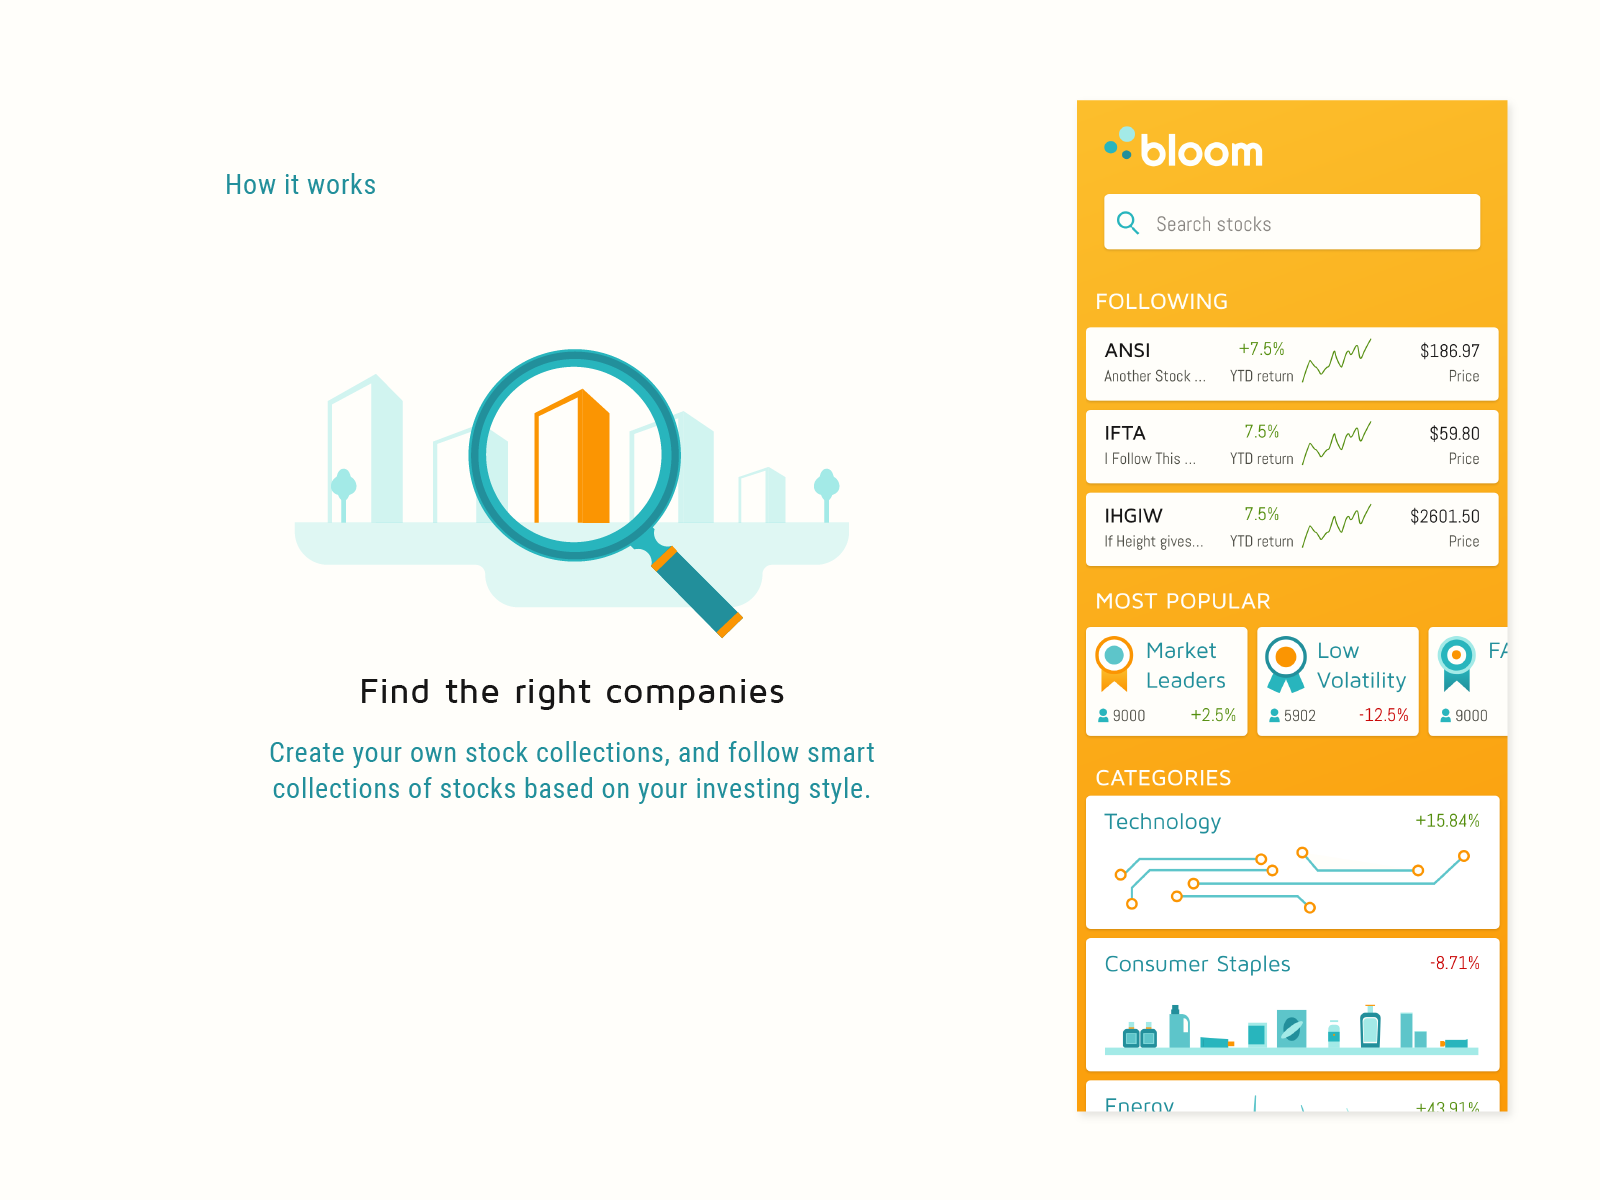 How it works
Find the right companies
Create your own stock collections, and follow smart
collections of stocks based on your investing style.
bloom
Search stocks
FOLLOWING
ANSI +7.5% $186.97
Another Stock ... YTD return Price
IFTA 7.5% $59.80
I Follow This ... YTD return Price
IHGIW 7.5% $2601.50
If Height gives... YTD return Price
MOST POPULAR
Market
Leaders
9000 +2.5%
Low
Volatility
5902 -12.5%
FA
9000
CATEGORIES
Technology +15.84%
Consumer Staples -8.71%
Energy +43.91%